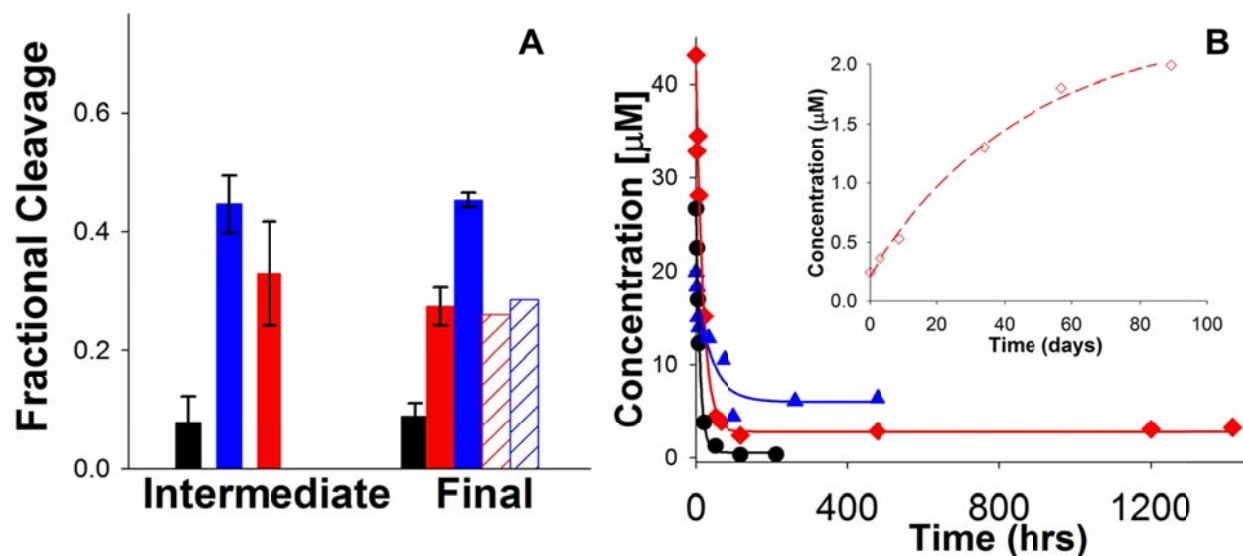 A
Fractional Cleavage
0.6
0.4
0.2
0.0
Intermediate
Final
B
Concentration [µM]
40
30
20
10
0
0
400
800
1200
Time (hrs)
Concentration (µM)
2.0
1.5
1.0
0.5
0.0
0
20
40
60
80
100
Time (days)